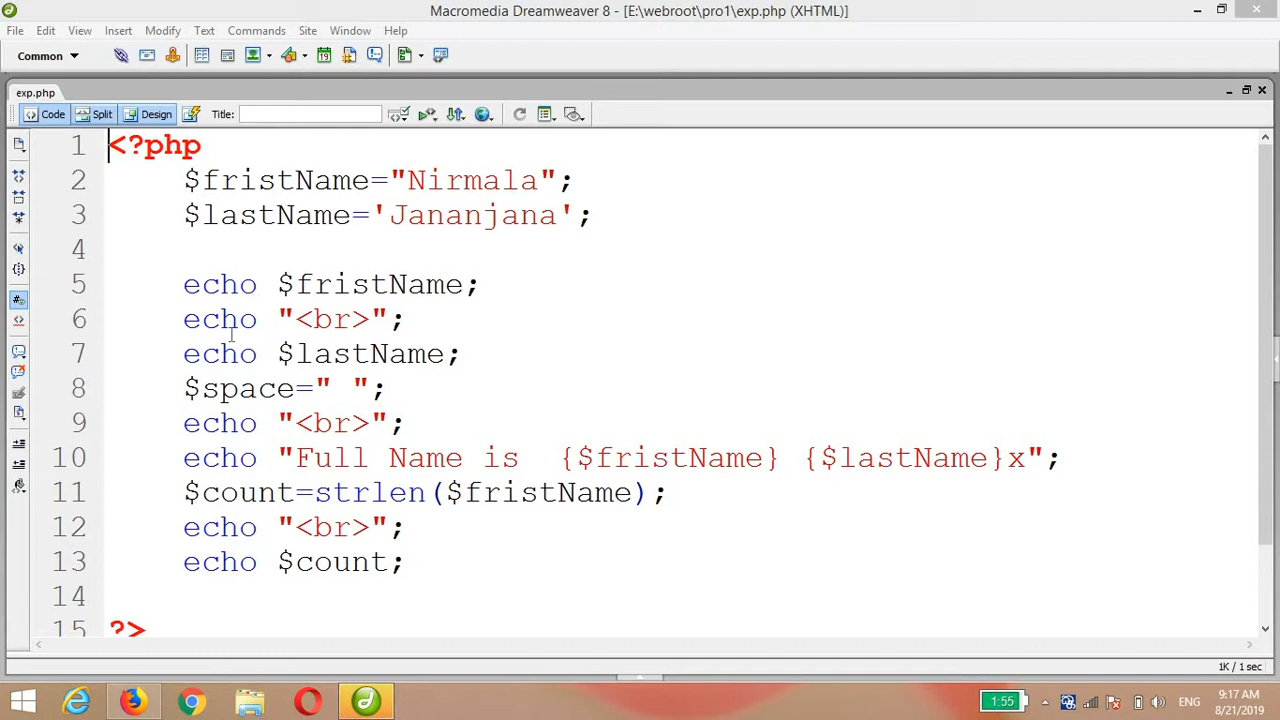 Macromedia Dreamweaver 8 - [E:\webroot\pro1\exp.php (XHTML)]
File Edit View Insert Modify Text Commands Site Window Help
Common
19
exp.php
Code Split Design Title:
1 <?php
2 $fristName="Nirmala";
3 $lastName='Jananjana';
4
5 echo $fristName;
6 echo "<br>";
7 echo $lastName;
8 $space=" ";
9 echo "<br>";
10 echo "Full Name is  {$fristName} {$lastName}x";
11 $count=strlen($fristName);
12 echo "<br>";
13 echo $count;
14
15 ?>
1K / 1 sec
1:55 ENG 9:17 AM
8/21/2019